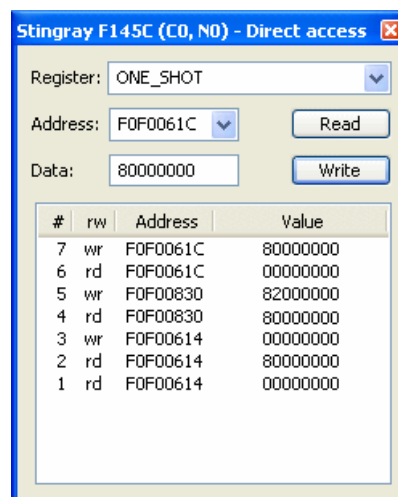 Stingray F145C (C0, N0) - Direct access
Register: ONE_SHOT
Address: F0F0061C Read
Data: 80000000 Write
# rw Address Value
7 wr F0F0061C 80000000
6 rd F0F0061C 00000000
5 wr F0F00830 82000000
4 rd F0F00830 80000000
3 wr F0F00614 00000000
2 rd F0F00614 80000000
1 rd F0F00614 00000000